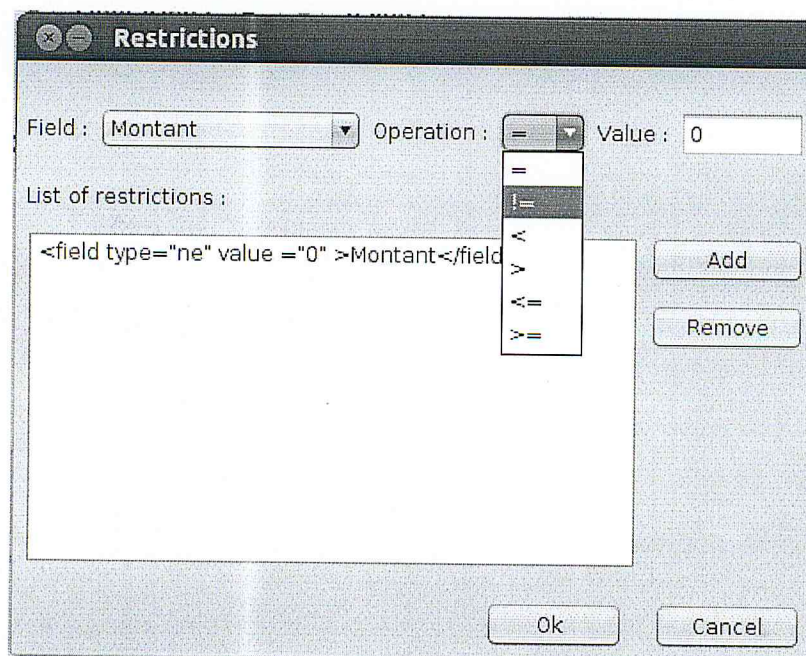 Restrictions
Field : Montant Operation : = Value : 0
=
!=
<
>
<=
>=
List of restrictions :
<field type="ne" value ="0" >Montant</field
Add
Remove
Ok Cancel